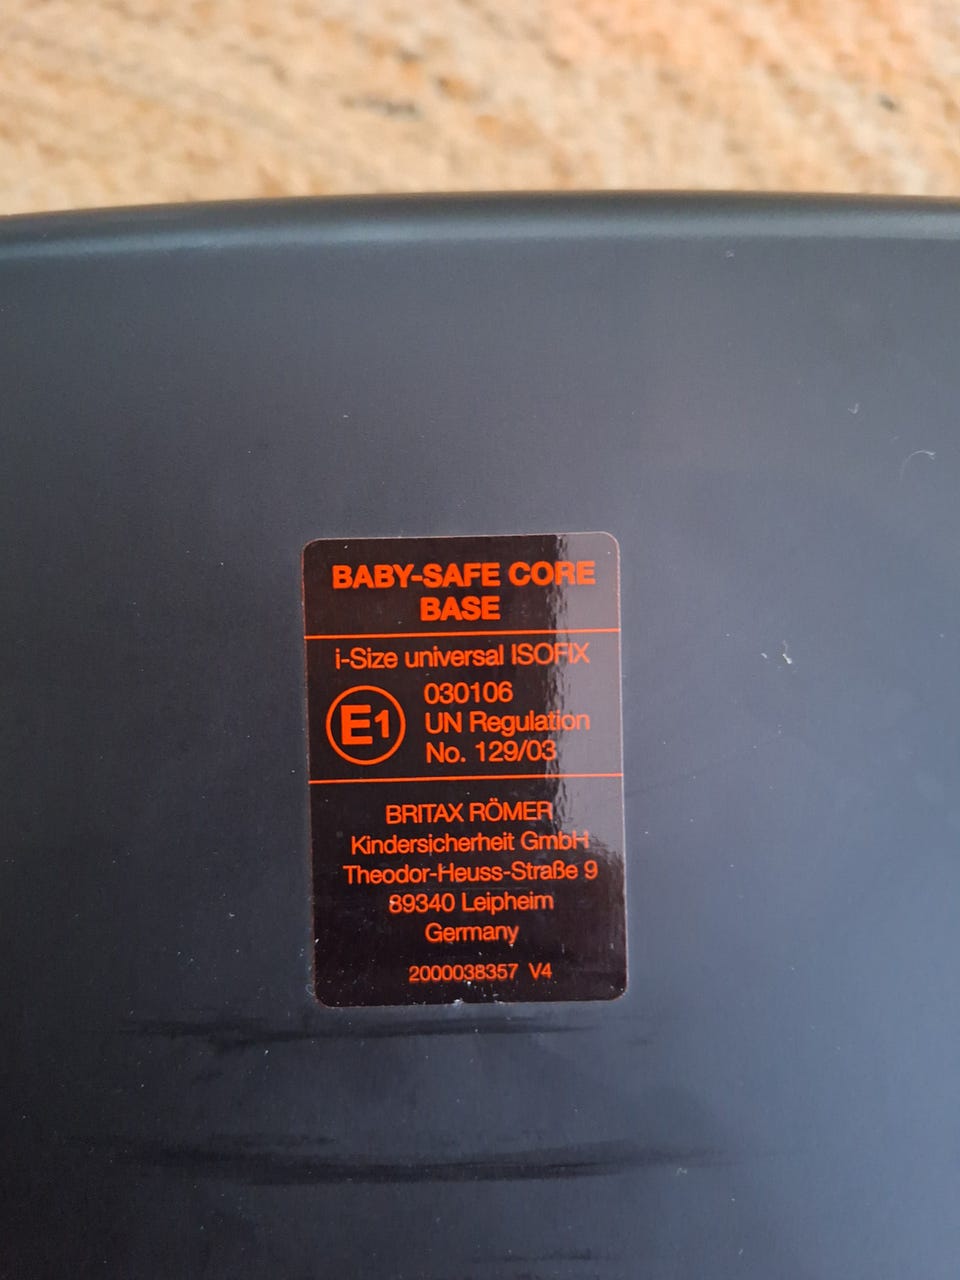 BABY-SAFE CORE
BASE
i-Size universal ISOFIX
E1
030106
UN Regulation
No. 129/03
BRITAX RÖMER
Kindersicherheit GmbH
Theodor-Heuss-Straße 9
89340 Leipheim
Germany
2000038357 V4